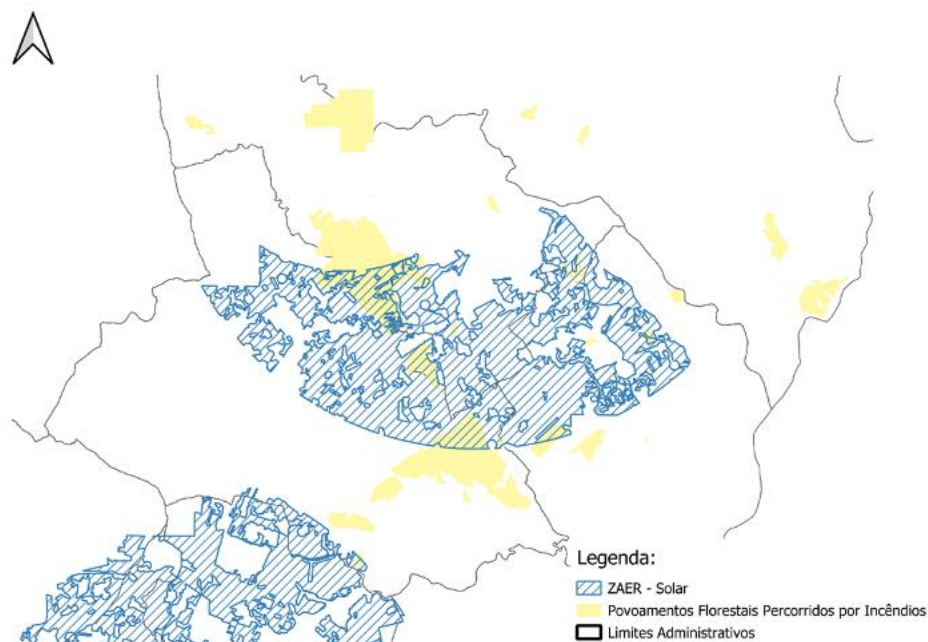 Legenda:
ZAER - Solar
Povoamentos Florestais Percorridos por Incêndios
Limites Administrativos